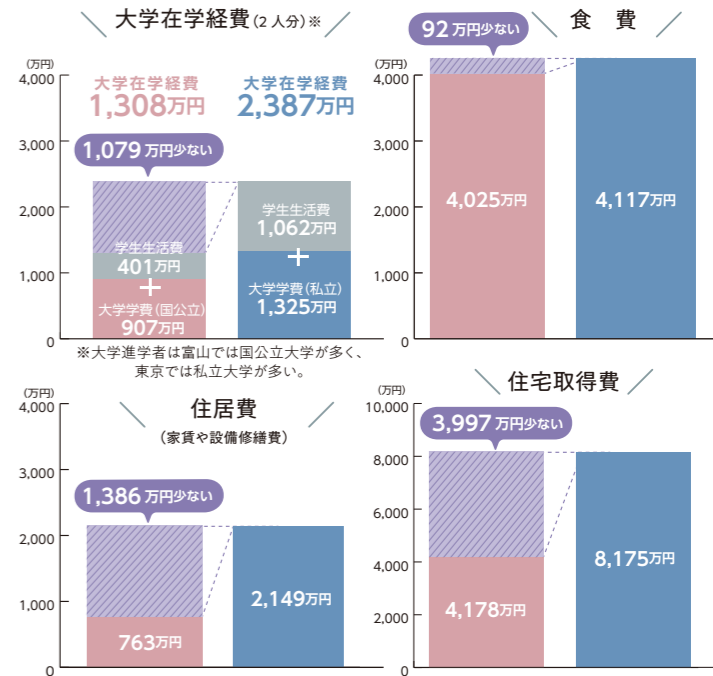 大学在学経費(2人分)※
(万円)
4,000
3,000
2,000
1,000
0
大学在学経費
1,308万円
大学在学経費
2,387万円
1,079万円少ない
学生生活費
401万円
+
大学学費(国公立)
907万円
学生生活費
1,062万円
+
大学学費(私立)
1,325万円
※大学進学者は富山では国公立大学が多く、
東京では私立大学が多い。
食 費
(万円)
4,000
3,000
2,000
1,000
0
92万円少ない
4,025万円
4,117万円
住居費
(家賃や設備修繕費)
(万円)
4,000
3,000
2,000
1,000
0
1,386万円少ない
763万円
2,149万円
住宅取得費
(万円)
10,000
8,000
6,000
4,000
2,000
0
3,997万円少ない
4,178万円
8,175万円